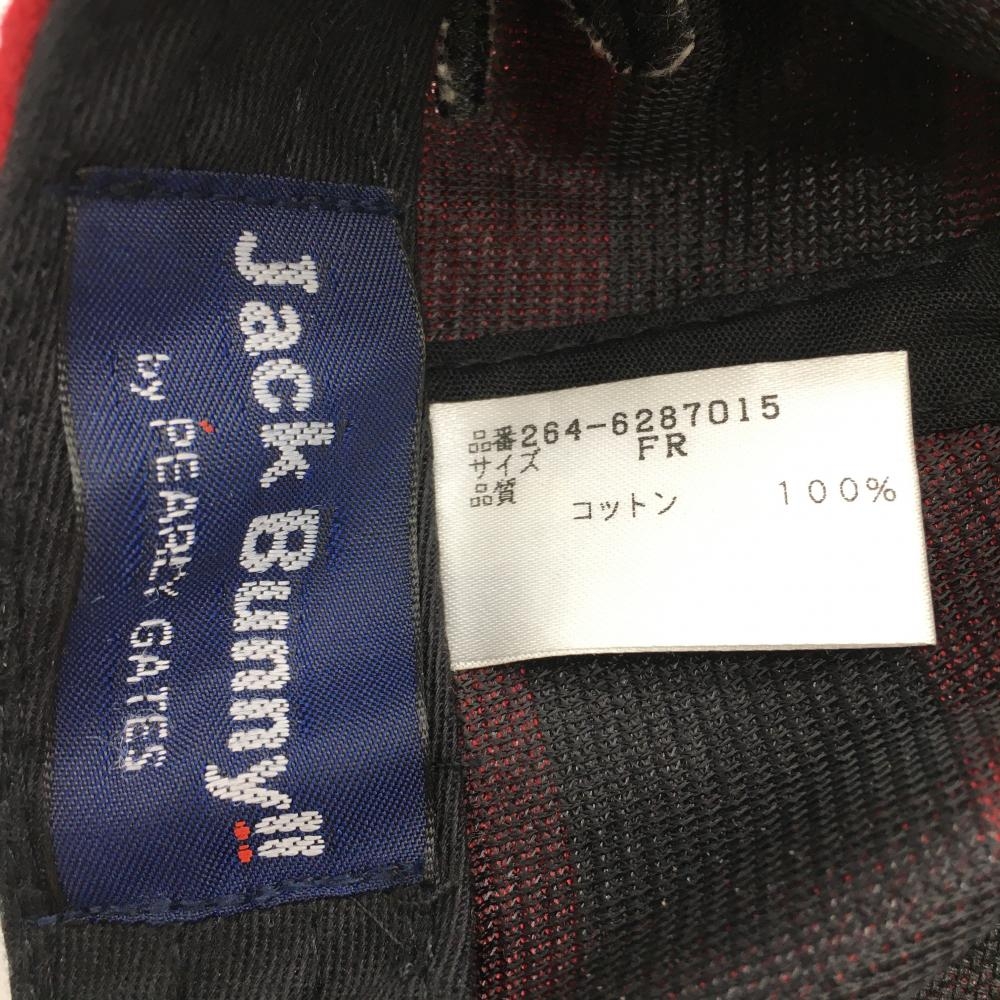 Jack Bunny!!
by PEARLY GATES
品番264-6287015
サイズ FR
品質 コットン 100%